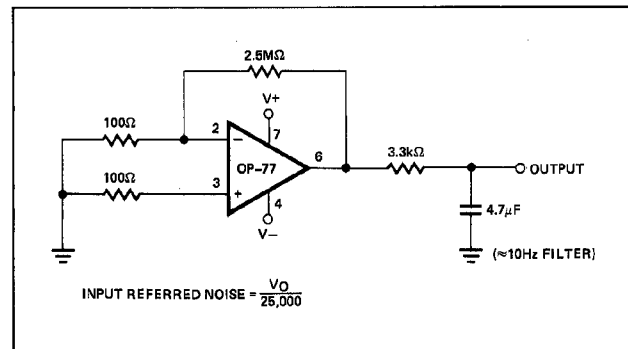 2.5MΩ
V+
100Ω
2
−
7
OP-77
6
3.3kΩ
OUTPUT
100Ω
3
+
4
V−
4.7μF
(≈10Hz FILTER)
INPUT REFERRED NOISE = VO
25,000